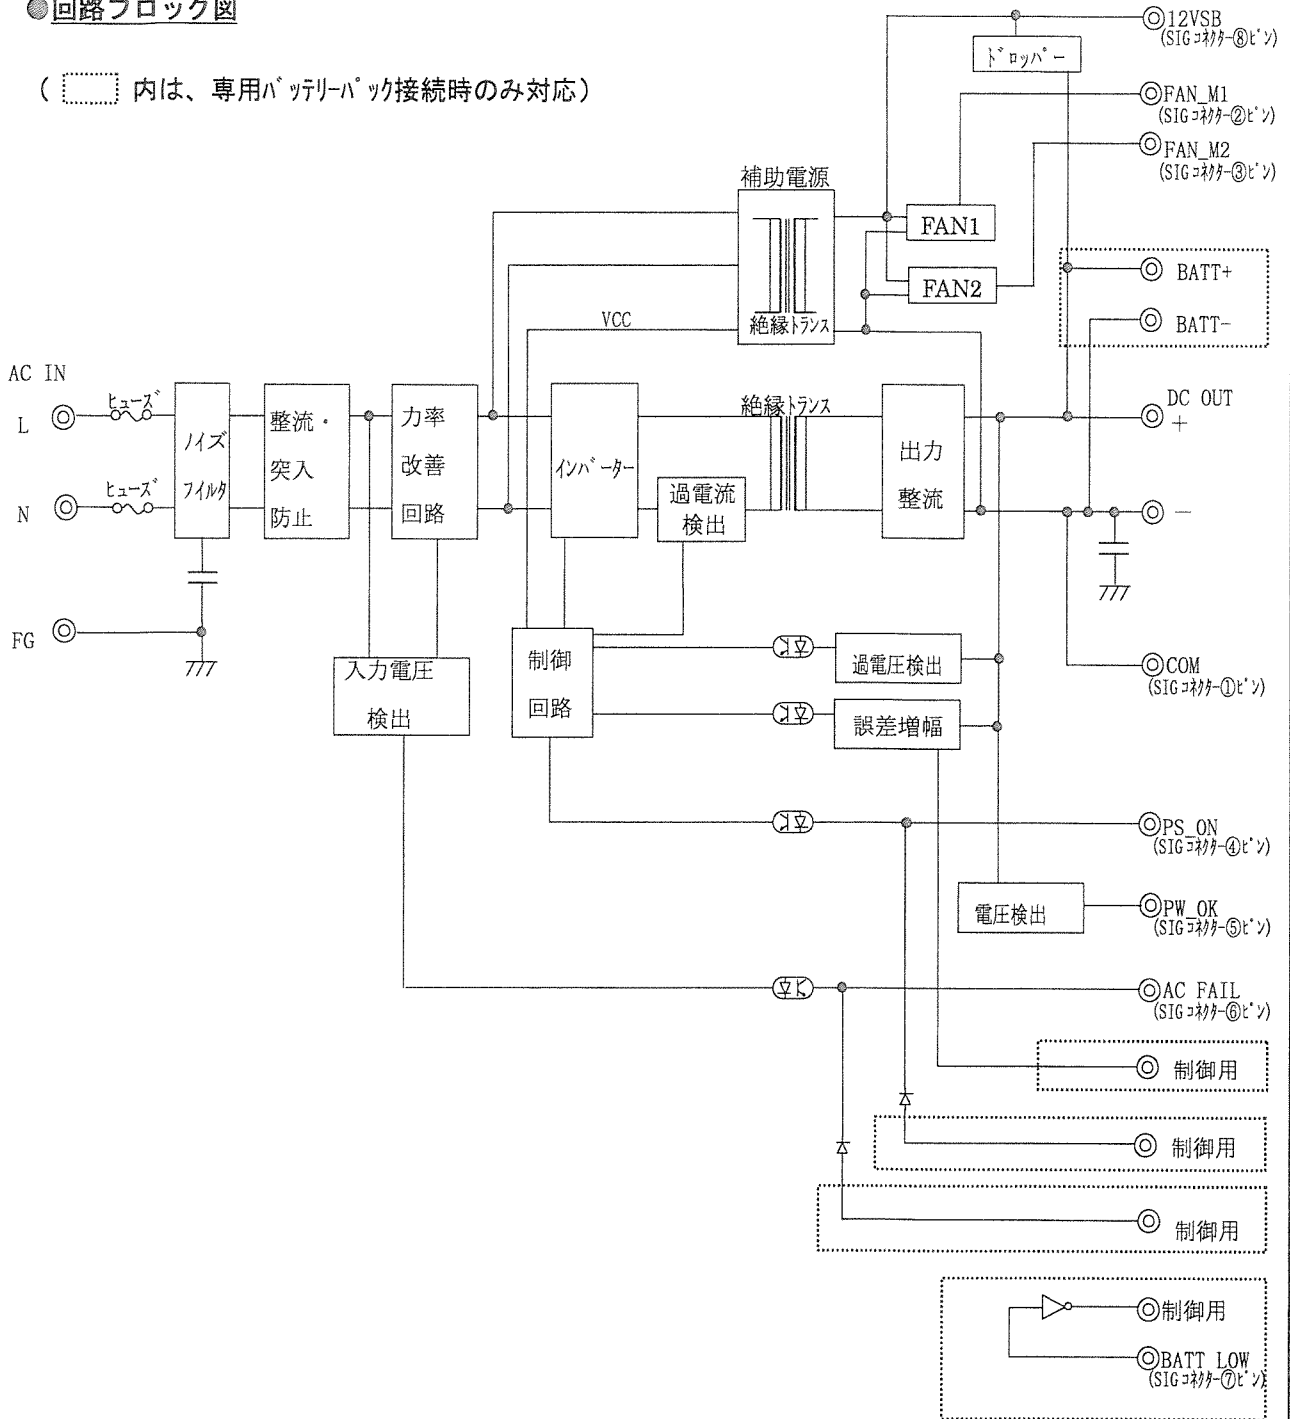 ●回路ブロック図
( 内は、専用バッテリーパック接続時のみ対応)
12VSB
(SIGコネクター⑧ピン)
ドロッパー
FAN_M1
(SIGコネクター②ピン)
FAN_M2
(SIGコネクター③ピン)
補助電源
FAN1
FAN2
絶縁トランス
VCC
BATT+
BATT-
AC IN
L
ヒューズ
N
ヒューズ
FG
ノイズ
フィルタ
整流・
突入
防止
力率
改善
回路
インバーター
過電流
検出
絶縁トランス
出力
整流
DC OUT
+
－
COM
(SIGコネクター①ピン)
入力電圧
検出
制御
回路
過電圧検出
誤差増幅
PS_ON
(SIGコネクター④ピン)
電圧検出
PW_OK
(SIGコネクター⑤ピン)
AC FAIL
(SIGコネクター⑥ピン)
制御用
制御用
制御用
制御用
BATT LOW
(SIGコネクター⑦ピン)